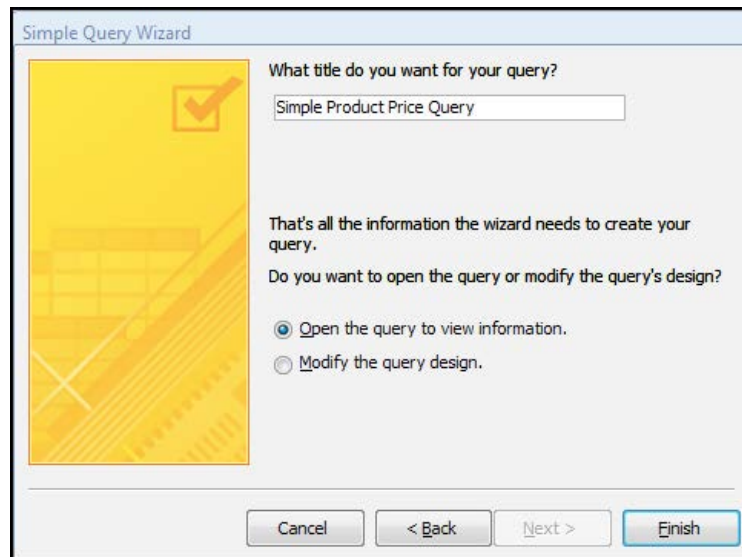 Simple Query Wizard
What title do you want for your query?
Simple Product Price Query
That's all the information the wizard needs to create your
query.
Do you want to open the query or modify the query's design?
Open the query to view information.
Modify the query design.
Cancel
< Back
Next >
Finish